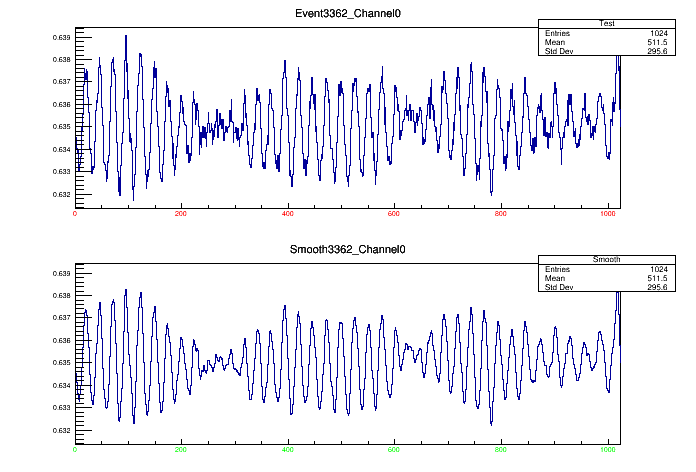 Event3362_Channel0
Test
Entries 1024
Mean 511.5
Std Dev 295.6
0.639
0.638
0.637
0.636
0.635
0.634
0.633
0.632
0 200 400 600 800 1000
Smooth3362_Channel0
Smooth
Entries 1024
Mean 511.5
Std Dev 295.6
0.639
0.638
0.637
0.636
0.635
0.634
0.633
0.632
0 200 400 600 800 1000